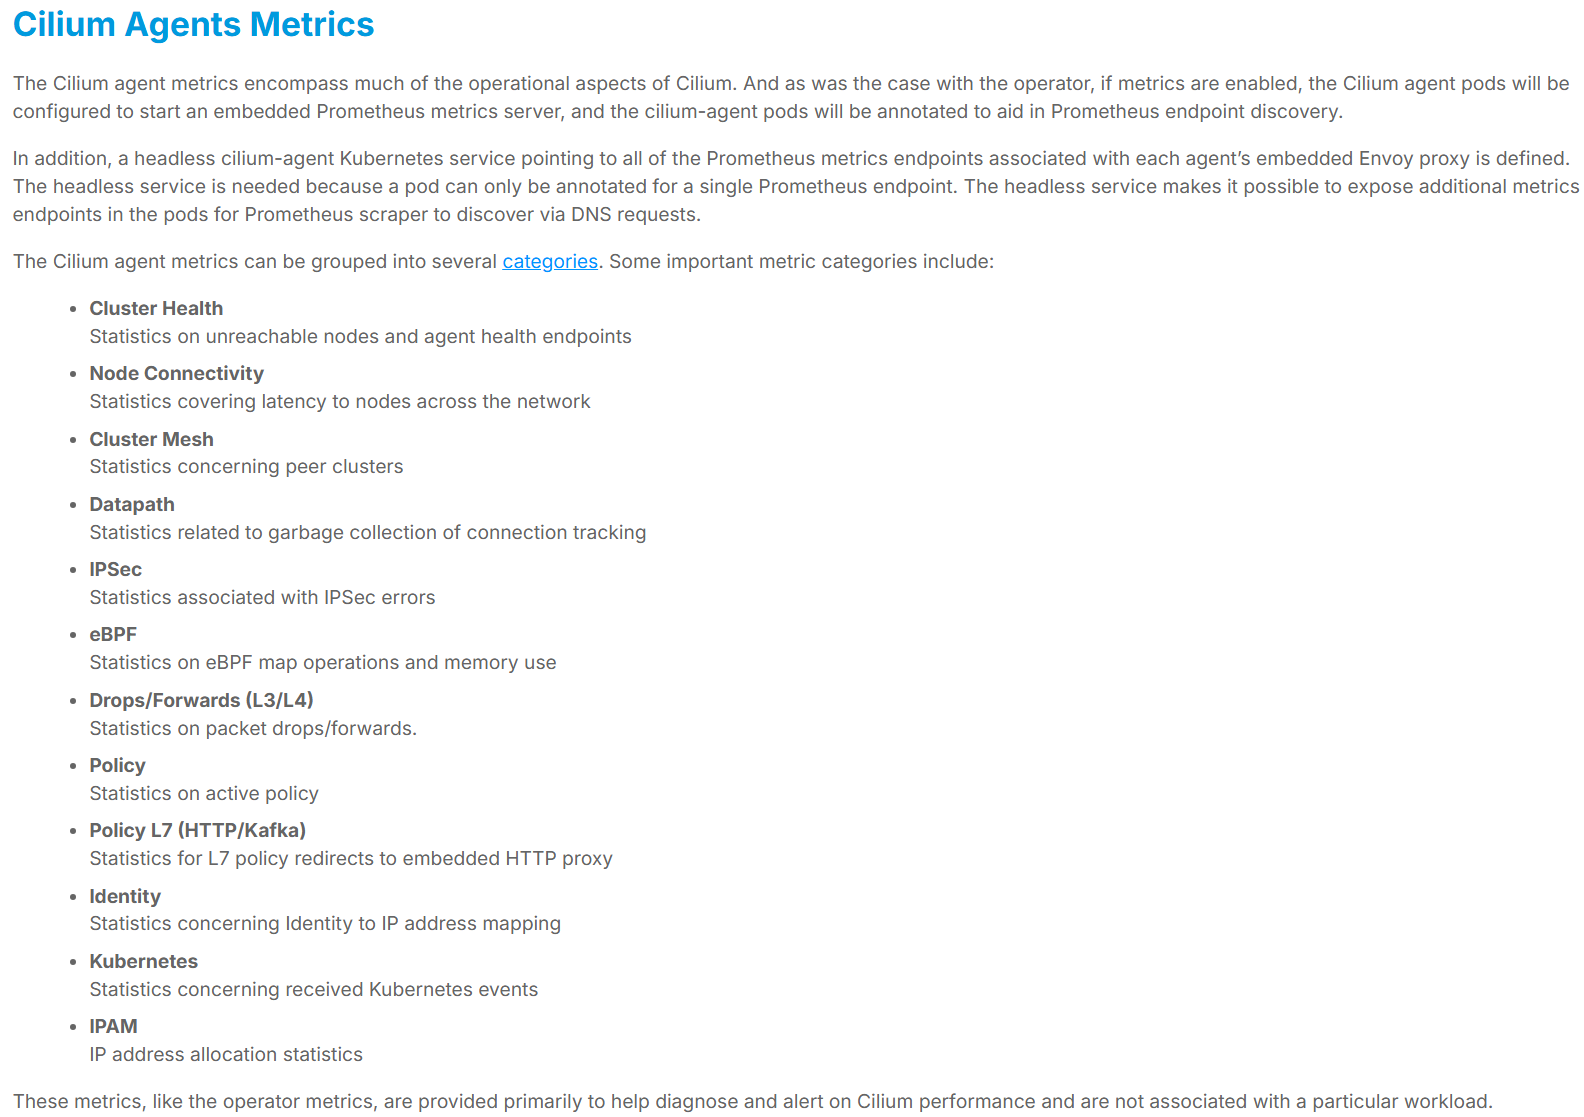 Cilium Agents Metrics
The Cilium agent metrics encompass much of the operational aspects of Cilium. And as was the case with the operator, if metrics are enabled, the Cilium agent pods will be
configured to start an embedded Prometheus metrics server, and the cilium-agent pods will be annotated to aid in Prometheus endpoint discovery.
In addition, a headless cilium-agent Kubernetes service pointing to all of the Prometheus metrics endpoints associated with each agent’s embedded Envoy proxy is defined.
The headless service is needed because a pod can only be annotated for a single Prometheus endpoint. The headless service makes it possible to expose additional metrics
endpoints in the pods for Prometheus scraper to discover via DNS requests.
The Cilium agent metrics can be grouped into several categories. Some important metric categories include:
• Cluster Health
Statistics on unreachable nodes and agent health endpoints
• Node Connectivity
Statistics covering latency to nodes across the network
• Cluster Mesh
Statistics concerning peer clusters
• Datapath
Statistics related to garbage collection of connection tracking
• IPSec
Statistics associated with IPSec errors
• eBPF
Statistics on eBPF map operations and memory use
• Drops/Forwards (L3/L4)
Statistics on packet drops/forwards.
• Policy
Statistics on active policy
• Policy L7 (HTTP/Kafka)
Statistics for L7 policy redirects to embedded HTTP proxy
• Identity
Statistics concerning Identity to IP address mapping
• Kubernetes
Statistics concerning received Kubernetes events
• IPAM
IP address allocation statistics
These metrics, like the operator metrics, are provided primarily to help diagnose and alert on Cilium performance and are not associated with a particular workload.